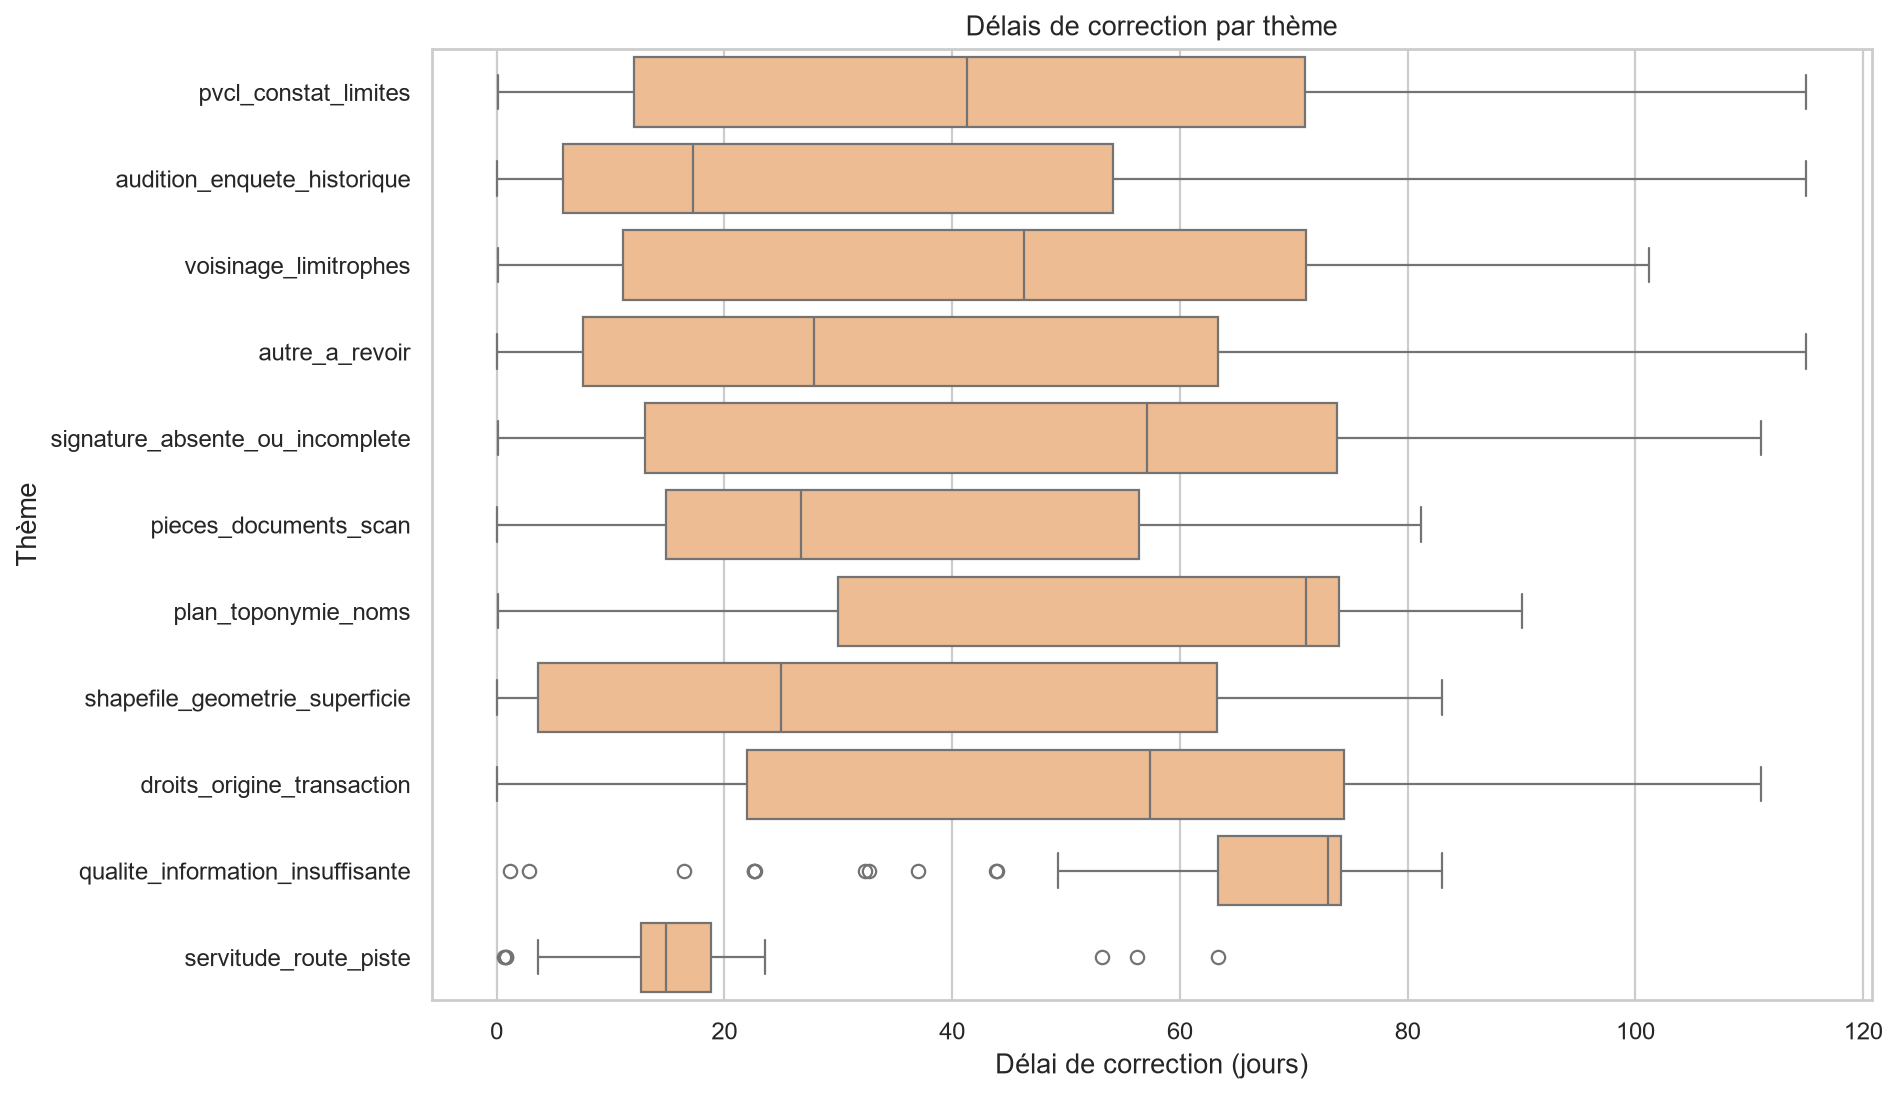 Délais de correction par thème
pvcl_constat_limites
audition_enquete_historique
voisinage_limitrophes
autre_a_revoir
signature_absente_ou_incomplete
pieces_documents_scan
plan_toponymie_noms
shapefile_geometrie_superficie
droits_origine_transaction
qualite_information_insuffisante
servitude_route_piste
Thème
0 20 40 60 80 100 120
Délai de correction (jours)